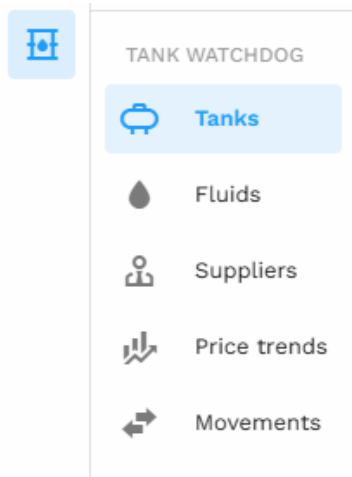 TANK WATCHDOG
Tanks
Fluids
Suppliers
Price trends
Movements